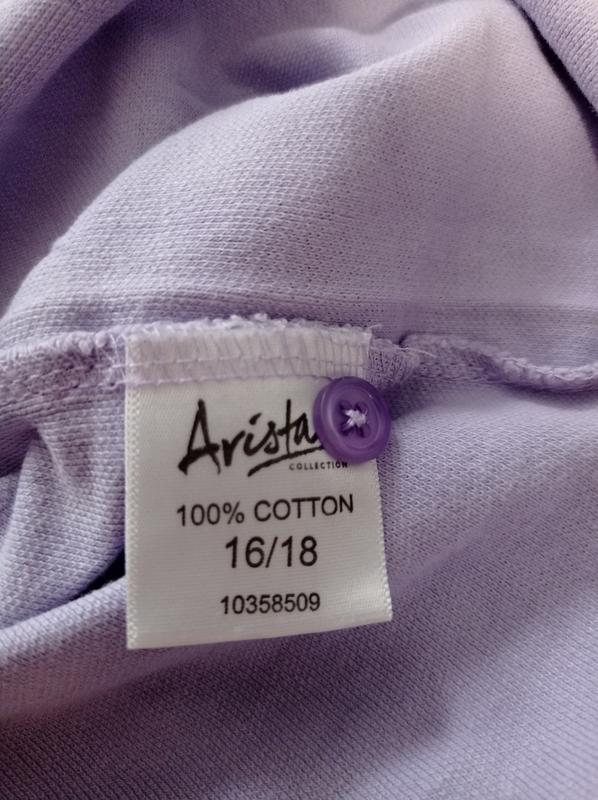 Arista
COLLECTION
100% COTTON
16/18
10358509